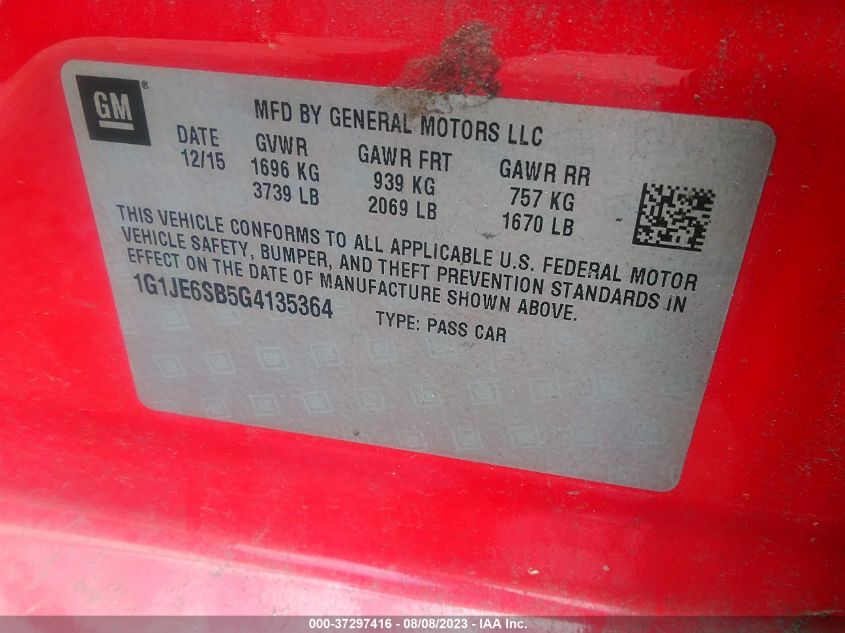 GM ®
MFD BY GENERAL MOTORS LLC
DATE GVWR GAWR FRT GAWR RR
12/15 1696 KG 939 KG 757 KG
3739 LB 2069 LB 1670 LB
THIS VEHICLE CONFORMS TO ALL APPLICABLE U.S. FEDERAL MOTOR
VEHICLE SAFETY, BUMPER, AND THEFT PREVENTION STANDARDS IN
EFFECT ON THE DATE OF MANUFACTURE SHOWN ABOVE.
1G1JE6SB5G4135364 TYPE: PASS CAR
000-37297416 - 08/08/2023 - IAA Inc.